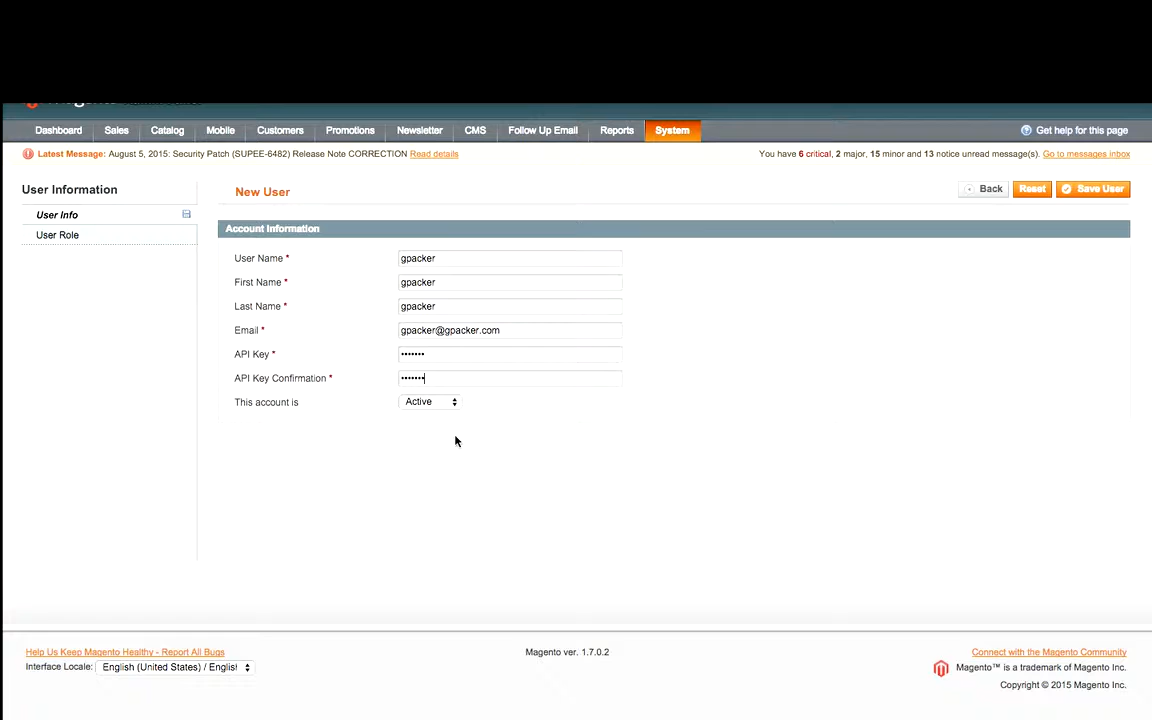 Dashboard Sales Catalog Mobile Customers Promotions Newsletter CMS Follow Up Email Reports System Get help for this page
Latest Message: August 5, 2015: Security Patch (SUPEE-6482) Release Note CORRECTION Read details You have 6 critical, 2 major, 15 minor and 13 notice unread message(s). Go to messages inbox
User Information
User Info
User Role
New User Back Reset Save User
Account Information
User Name * gpacker
First Name * gpacker
Last Name * gpacker
Email * gpacker@gpacker.com
API Key * •••••••
API Key Confirmation * •••••••
This account is Active
Help Us Keep Magento Healthy - Report All Bugs Magento ver. 1.7.0.2 Connect with the Magento Community
Interface Locale: English (United States) / Englis Magento™ is a trademark of Magento Inc.
Copyright © 2015 Magento Inc.